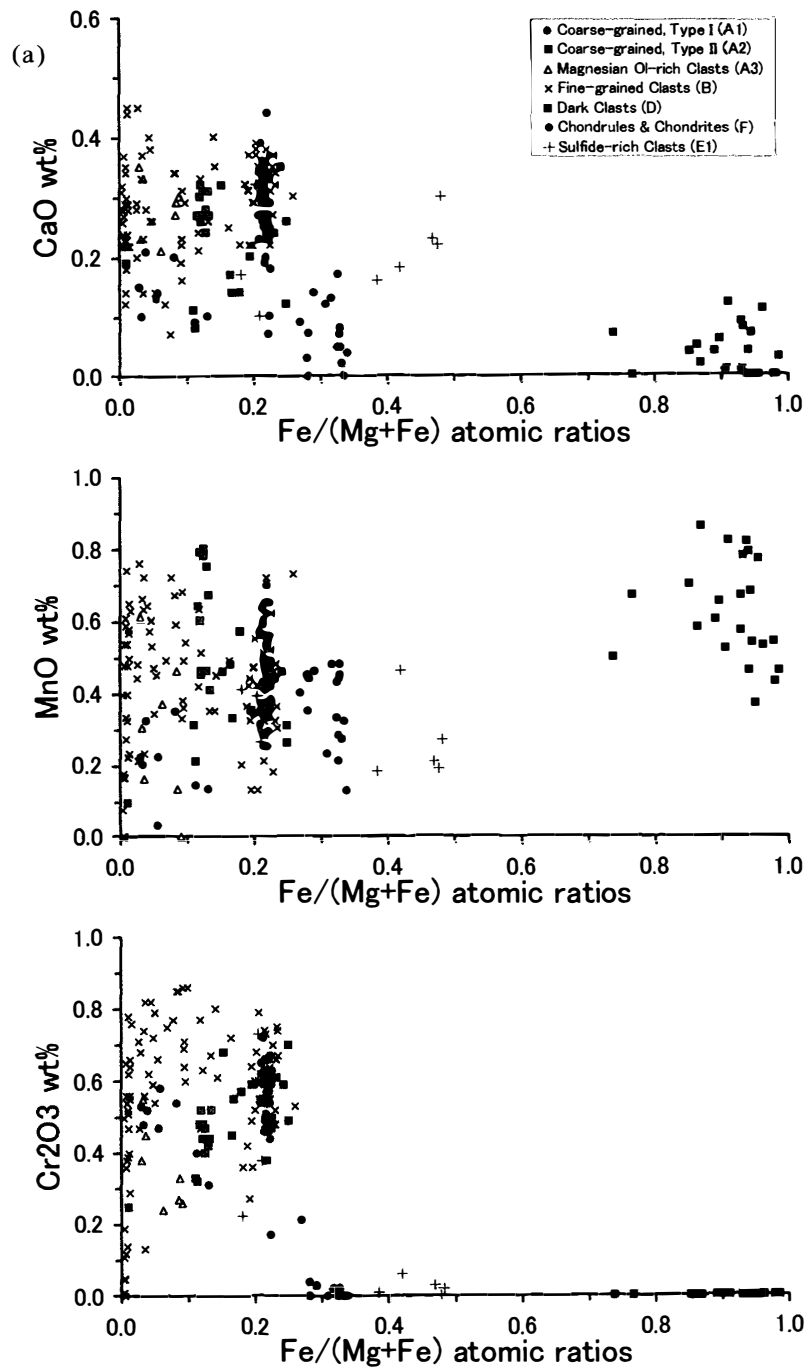 (a)
0.6
0.4
0.2
0.0
CaO wt%
Coarse-grained, Type I (A1)
Coarse-grained, Type II (A2)
Magnesian Ol-rich Clasts (A3)
Fine-grained Clasts (B)
Dark Clasts (D)
Chondrules & Chondrites (F)
Sulfide-rich Clasts (E1)
0.0 0.2 0.4 0.6 0.8 1.0
Fe/(Mg+Fe) atomic ratios
1.0
0.8
0.6
0.4
0.2
0.0
MnO wt%
0.0 0.2 0.4 0.6 0.8 1.0
Fe/(Mg+Fe) atomic ratios
1.0
0.8
0.6
0.4
0.2
0.0
Cr2O3 wt%
0.0 0.2 0.4 0.6 0.8 1.0
Fe/(Mg+Fe) atomic ratios